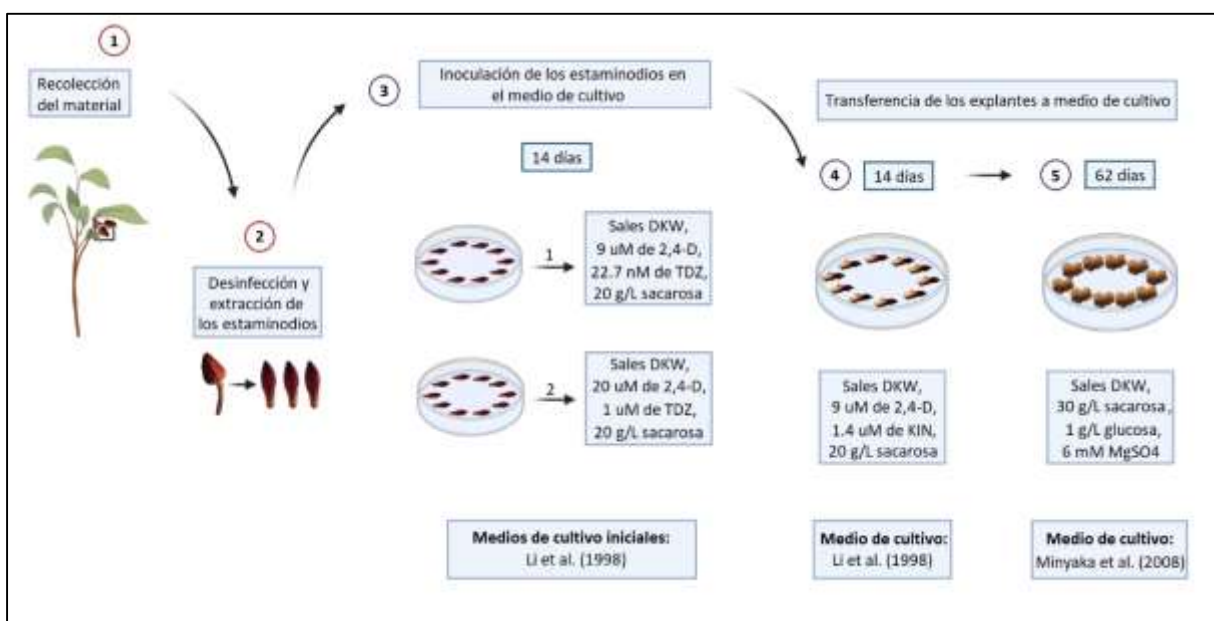 1
Recolección
del material
2
Desinfección y
extracción de
los estaminodios
3
Inoculación de los estaminodios en
el medio de cultivo
14 días
1
Sales DKW,
9 uM de 2,4-D,
22.7 nM de TDZ,
20 g/L sacarosa
2
Sales DKW,
20 uM de 2,4-D,
1 uM de TDZ,
20 g/L sacarosa
Medios de cultivo iniciales:
Li et al. (1998)
Transferencia de los explantes a medio de cultivo
4
14 días
Sales DKW,
9 uM de 2,4-D,
1.4 uM de KIN,
20 g/L sacarosa
Medio de cultivo:
Li et al. (1998)
5
62 días
Sales DKW,
30 g/L sacarosa,
1 g/L glucosa,
6 mM MgSO4
Medio de cultivo:
Minyaka et al. (2008)